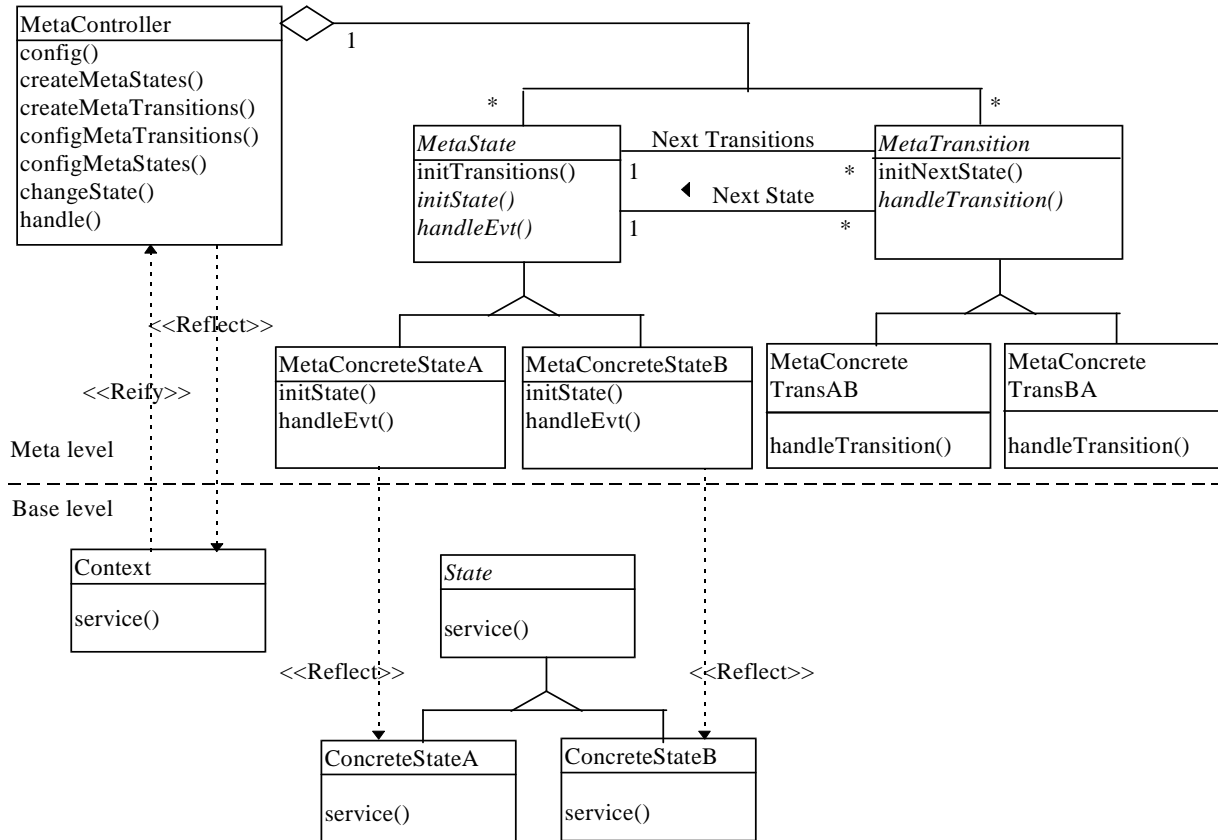 MetaController
config()
createMetaStates()
createMetaTransitions()
configMetaTransitions()
configMetaStates()
changeState()
handle()
1
*
*
MetaState
initTransitions()
initState()
handleEvt()
Next Transitions
1
*
Next State
1
*
MetaTransition
initNextState()
handleTransition()
<<Reflect>>
<<Reify>>
MetaConcreteStateA
initState()
handleEvt()
MetaConcreteStateB
initState()
handleEvt()
MetaConcrete
TransAB
handleTransition()
MetaConcrete
TransBA
handleTransition()
Meta level
Base level
Context
service()
State
service()
<<Reflect>>
<<Reflect>>
ConcreteStateA
service()
ConcreteStateB
service()